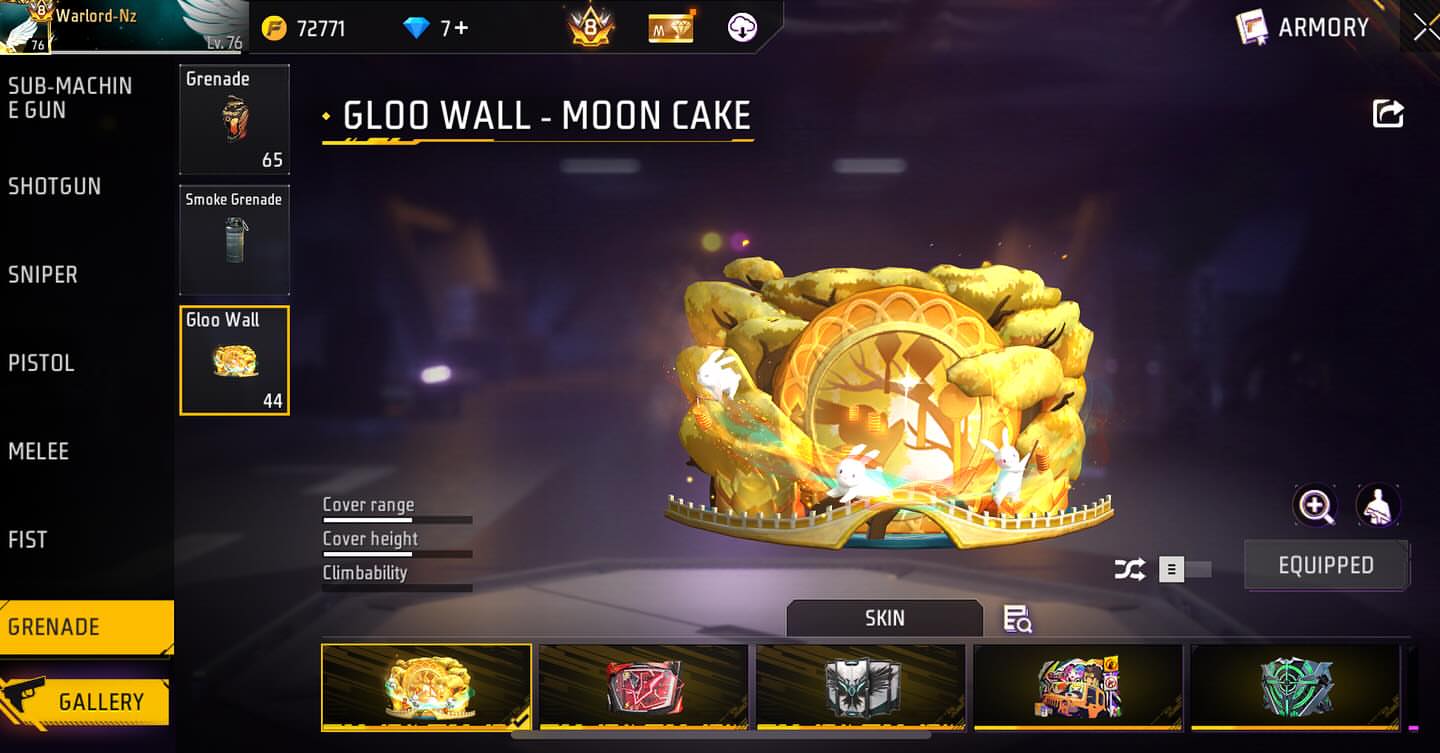 Warlord-Nz
76
Lv. 76
72771
7+
8
M
ARMORY
SUB-MACHIN
E GUN
SHOTGUN
SNIPER
PISTOL
MELEE
FIST
GRENADE
GALLERY
Grenade
65
Smoke Grenade
Gloo Wall
44
GLOO WALL - MOON CAKE
Cover range
Cover height
Climbability
EQUIPPED
SKIN